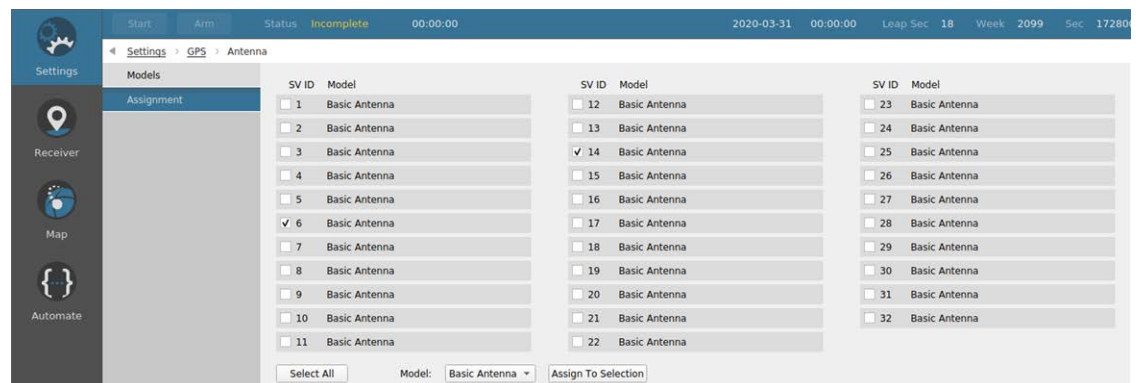 Start Arm Status Incomplete 00:00:00 2020-03-31 00:00:00 Leap Sec 18 Week 2099 Sec 17280
Settings > GPS > Antenna
Settings
Receiver
Map
Automate
Models
Assignment
SV ID Model
1 Basic Antenna
2 Basic Antenna
3 Basic Antenna
4 Basic Antenna
5 Basic Antenna
6 Basic Antenna
7 Basic Antenna
8 Basic Antenna
9 Basic Antenna
10 Basic Antenna
11 Basic Antenna
SV ID Model
12 Basic Antenna
13 Basic Antenna
14 Basic Antenna
15 Basic Antenna
16 Basic Antenna
17 Basic Antenna
18 Basic Antenna
19 Basic Antenna
20 Basic Antenna
21 Basic Antenna
22 Basic Antenna
SV ID Model
23 Basic Antenna
24 Basic Antenna
25 Basic Antenna
26 Basic Antenna
27 Basic Antenna
28 Basic Antenna
29 Basic Antenna
30 Basic Antenna
31 Basic Antenna
32 Basic Antenna
Select All Model: Basic Antenna Assign To Selection